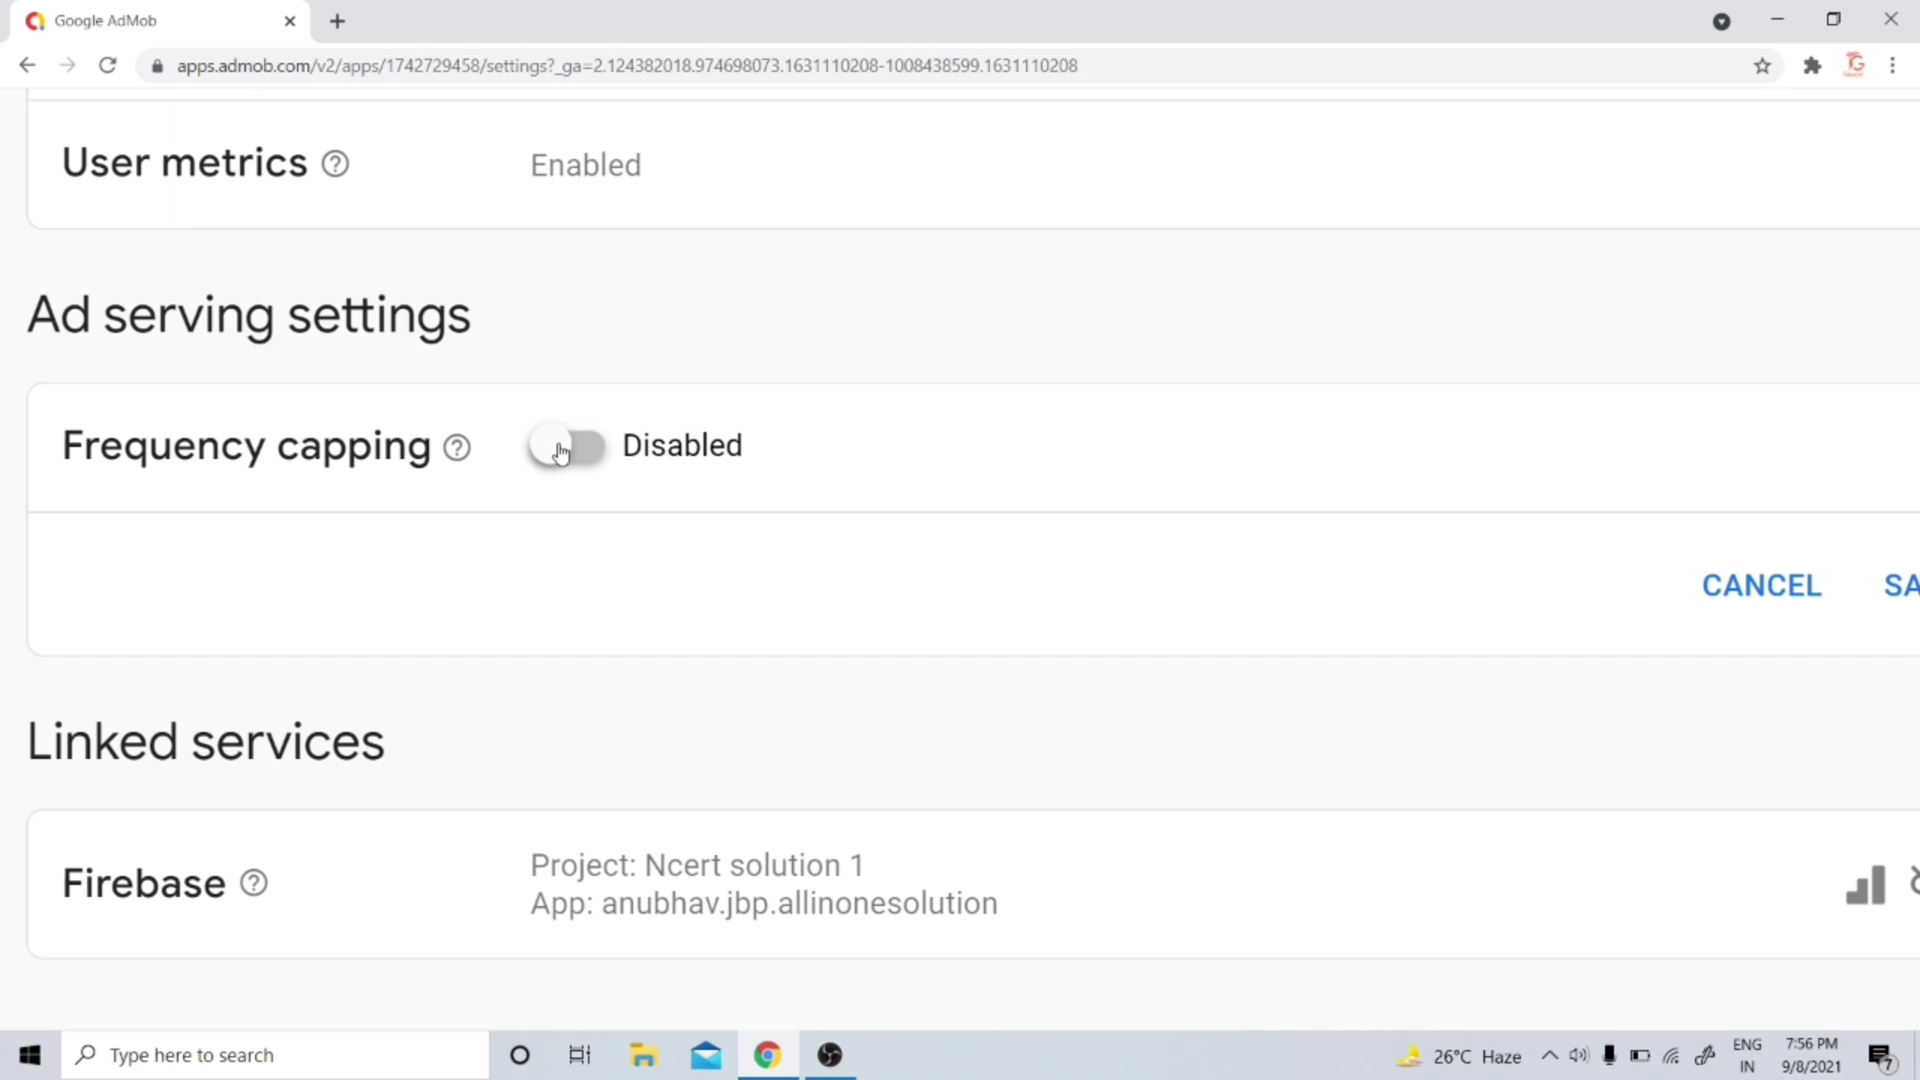 Google AdMob
apps.admob.com/v2/apps/1742729458/settings?_ga=2.124382018.974698073.1631110208-1008438599.1631110208
User metrics
Enabled
Ad serving settings
Frequency capping
Disabled
CANCEL
SA
Linked services
Firebase
Project: Ncert solution 1
App: anubhav.jbp.allinonesolution
Type here to search
26°C Haze
ENG
IN
7:56 PM
9/8/2021
7